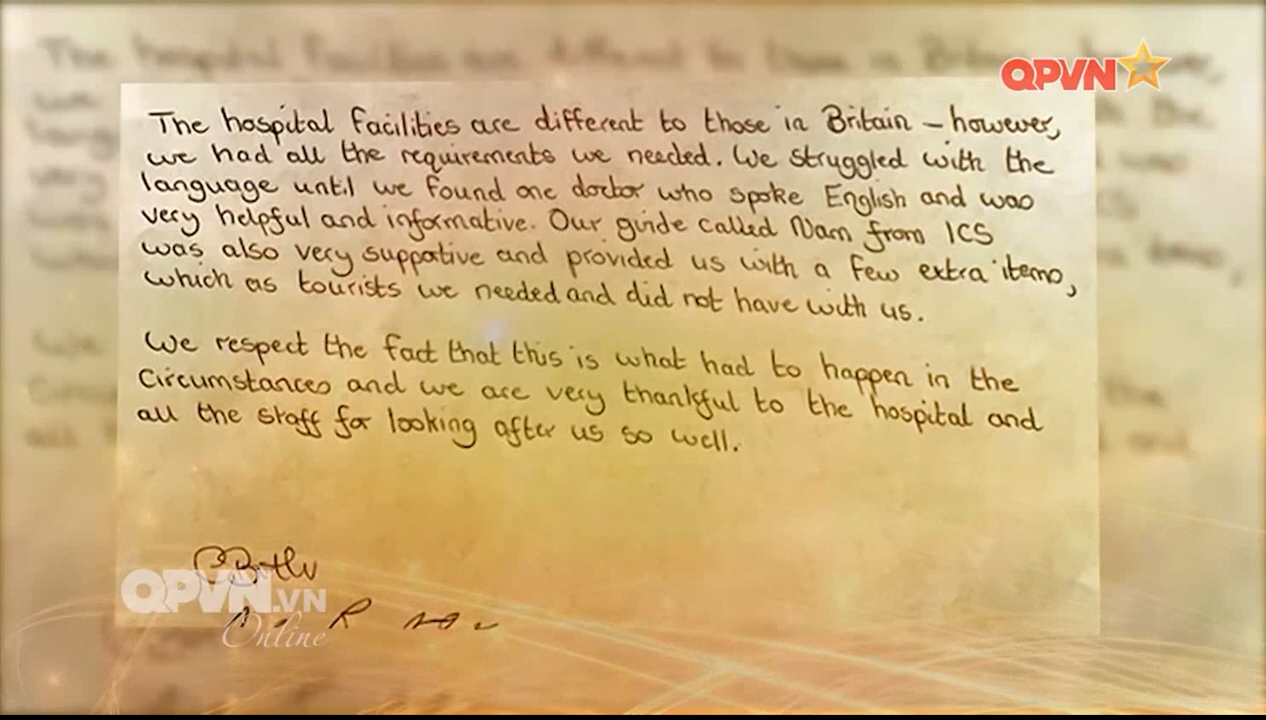 QPVN
The hospital facilities are different to those in Britain – however,
we had all the requirements we needed. We struggled with the
language until we found one doctor who spoke English and was
very helpful and informative. Our guide called Nam from ICS
was also very supportive and provided us with a few extra items,
which as tourists we needed and did not have with us.
We respect the fact that this is what had to happen in the
circumstances and we are very thankful to the hospital and
all the staff for looking after us so well.
QPVN.VN
Online